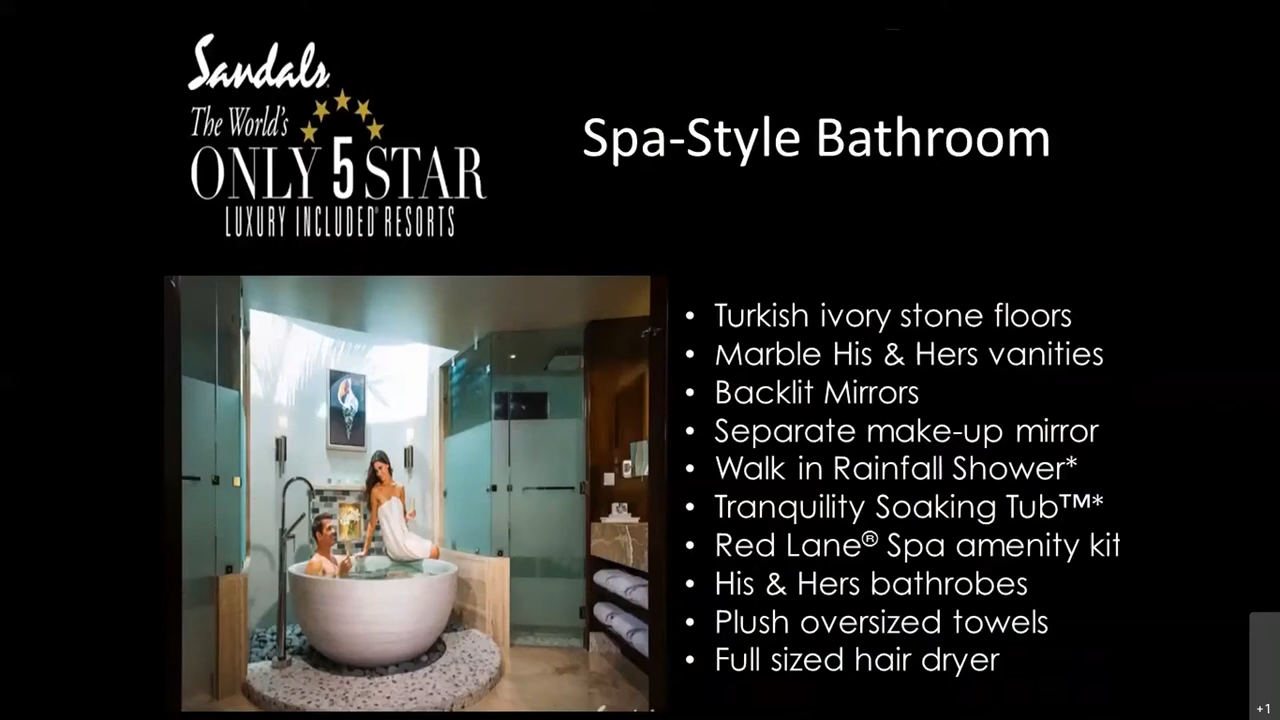 Sandals
The World's
ONLY 5 STAR
LUXURY INCLUDED® RESORTS
Spa-Style Bathroom
• Turkish ivory stone floors
• Marble His & Hers vanities
• Backlit Mirrors
• Separate make-up mirror
• Walk in Rainfall Shower*
• Tranquility Soaking Tub™*
• Red Lane® Spa amenity kit
• His & Hers bathrobes
• Plush oversized towels
• Full sized hair dryer
+1